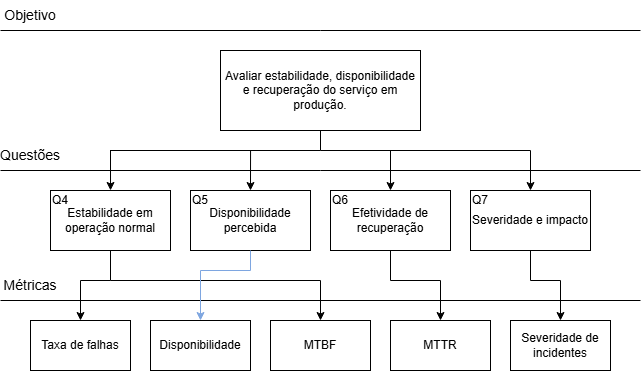 Objetivo
Avaliar estabilidade, disponibilidade
e recuperação do serviço em
produção.
Questões
Q4
Estabilidade em
operação normal
Q5
Disponibilidade
percebida
Q6
Efetividade de
recuperação
Q7
Severidade e impacto
Métricas
Taxa de falhas
Disponibilidade
MTBF
MTTR
Severidade de
incidentes